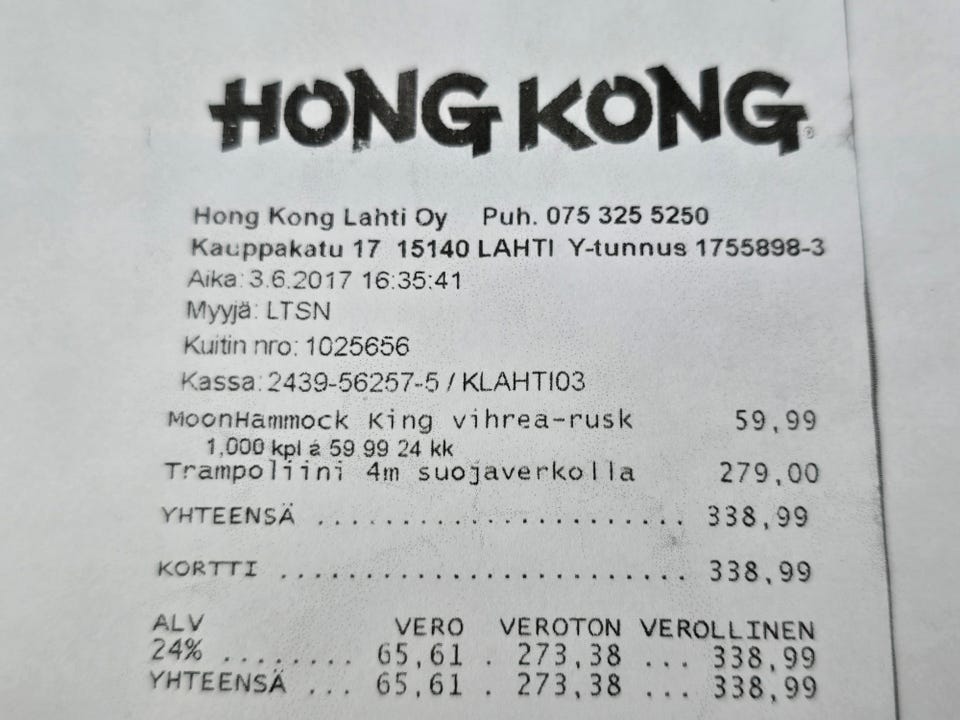 HONG KONG
Hong Kong Lahti Oy Puh. 075 325 5250
Kauppakatu 17 15140 LAHTI Y-tunnus 1755898-3
Aika: 3.6.2017 16:35:41
Myyjä: LTSN
Kuitin nro: 1025656
Kassa: 2439-56257-5 / KLAHTI03
MoonHammock King vihrea-rusk 59,99
1,000 kpl á 59 99 24 kk
Trampoliini 4m suojaverkolla 279,00
YHTEENSÄ ....................... 338,99
KORTTI .......................... 338,99
ALV VERO VEROTON VEROLLINEN
24% ........ 65,61 . 273,38 ... 338,99
YHTEENSÄ ... 65,61 . 273,38 ... 338,99